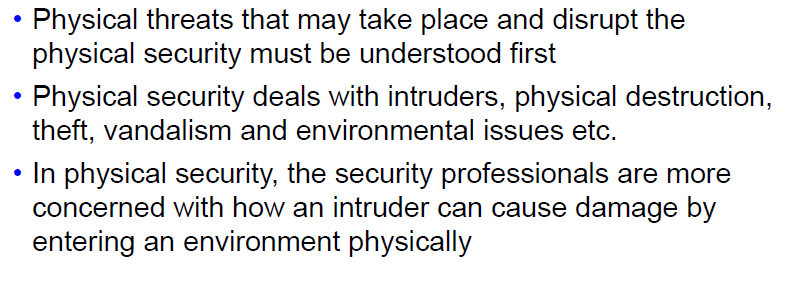 • Physical threats that may take place and disrupt the
physical security must be understood first
• Physical security deals with intruders, physical destruction,
theft, vandalism and environmental issues etc.
• In physical security, the security professionals are more
concerned with how an intruder can cause damage by
entering an environment physically